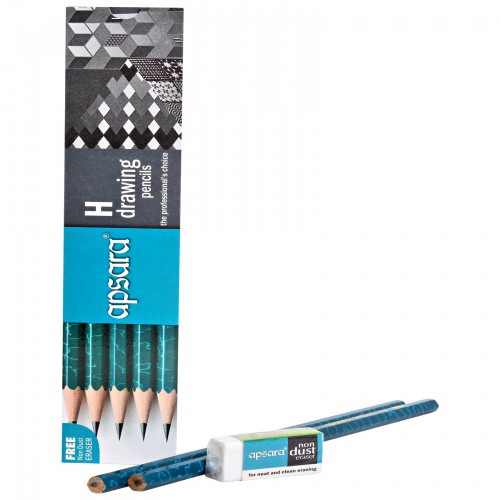 H
drawing
pencils
the professional's choice
apsara®
FREE
Non Dust
ERASER
apsara
non
dust
eraser
for neat and clean erasing